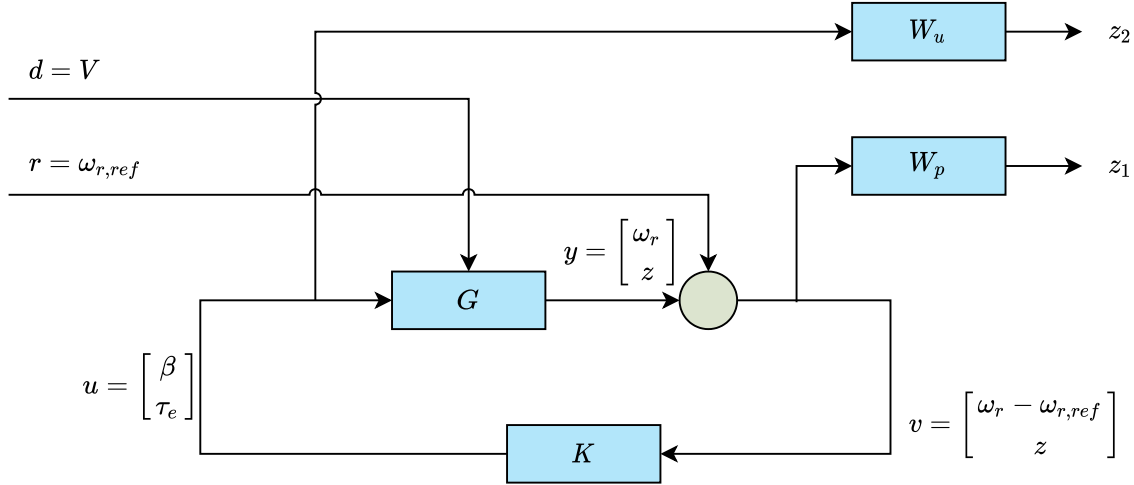 W_u
z_2
d = V
r = ω_{r,ref}
W_p
z_1
y = [ω_r
z]
G
u = [β
τ_e]
v = [ω_r − ω_{r,ref}
z]
K